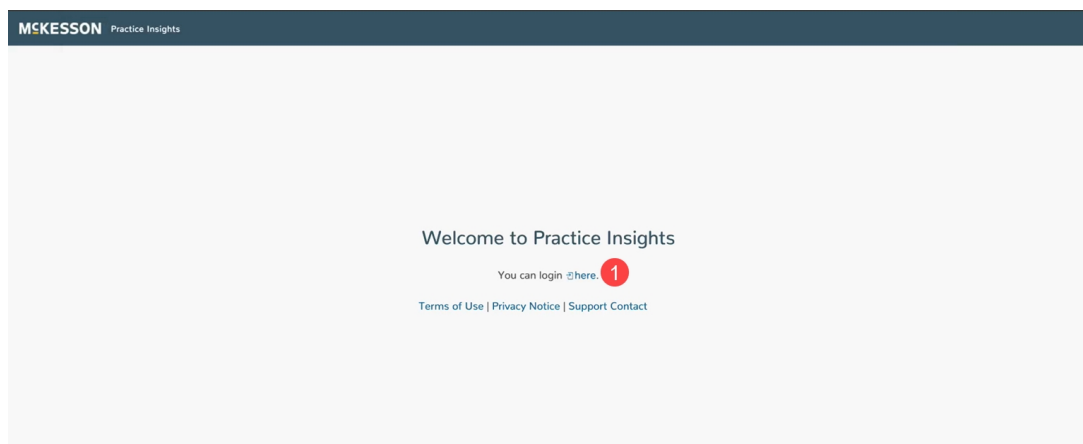 MCKESSON Practice Insights
Welcome to Practice Insights
You can login here. 1
Terms of Use | Privacy Notice | Support Contact